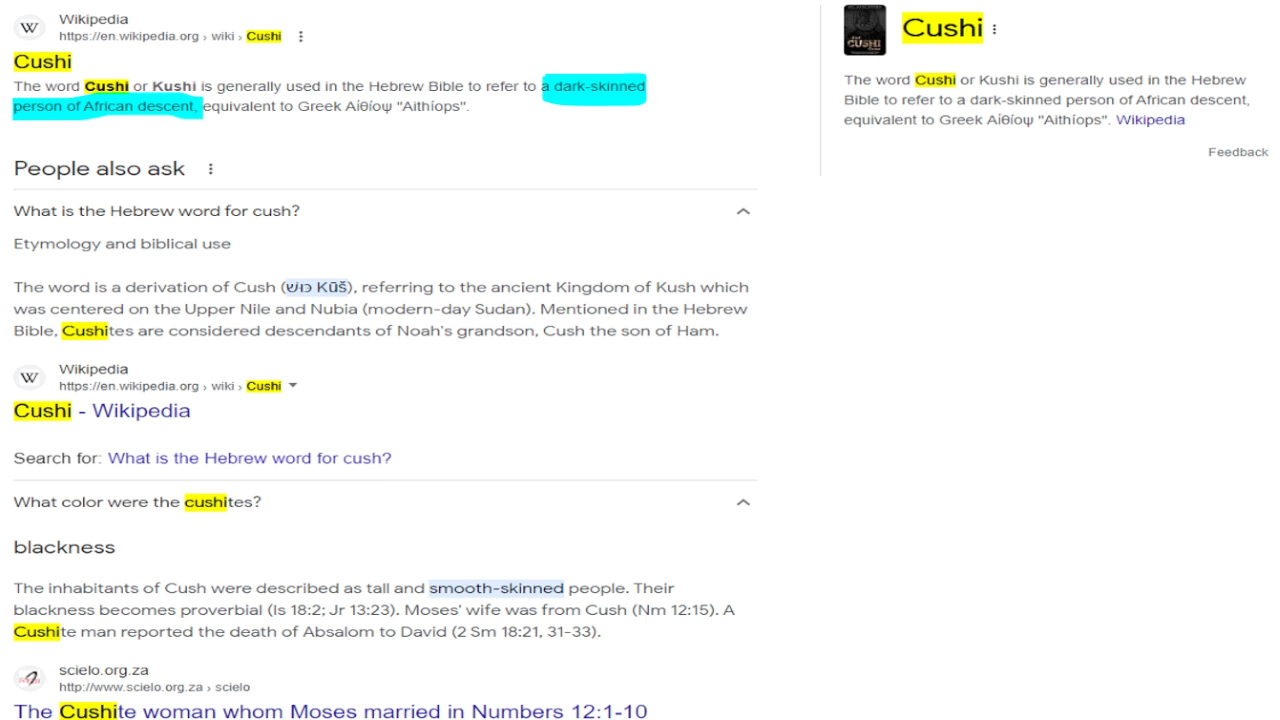 Wikipedia
https://en.wikipedia.org › wiki › Cushi
Cushi
The word Cushi or Kushi is generally used in the Hebrew Bible to refer to a dark-skinned
person of African descent, equivalent to Greek Αἰθίοψ "Aithíops".
People also ask
What is the Hebrew word for cush?
Etymology and biblical use
The word is a derivation of Cush (כּוּשׁ Kūš), referring to the ancient Kingdom of Kush which
was centered on the Upper Nile and Nubia (modern-day Sudan). Mentioned in the Hebrew
Bible, Cushites are considered descendants of Noah's grandson, Cush the son of Ham.
Wikipedia
https://en.wikipedia.org › wiki › Cushi
Cushi - Wikipedia
Search for: What is the Hebrew word for cush?
What color were the cushites?
blackness
The inhabitants of Cush were described as tall and smooth-skinned people. Their
blackness becomes proverbial (Is 18:2; Jr 13:23). Moses' wife was from Cush (Nm 12:15). A
Cushite man reported the death of Absalom to David (2 Sm 18:21, 31-33).
scielo.org.za
http://www.scielo.org.za › scielo
The Cushite woman whom Moses married in Numbers 12:1-10
CUSHI
Cushi
The word Cushi or Kushi is generally used in the Hebrew
Bible to refer to a dark-skinned person of African descent,
equivalent to Greek Αἰθίοψ "Aithíops". Wikipedia
Feedback